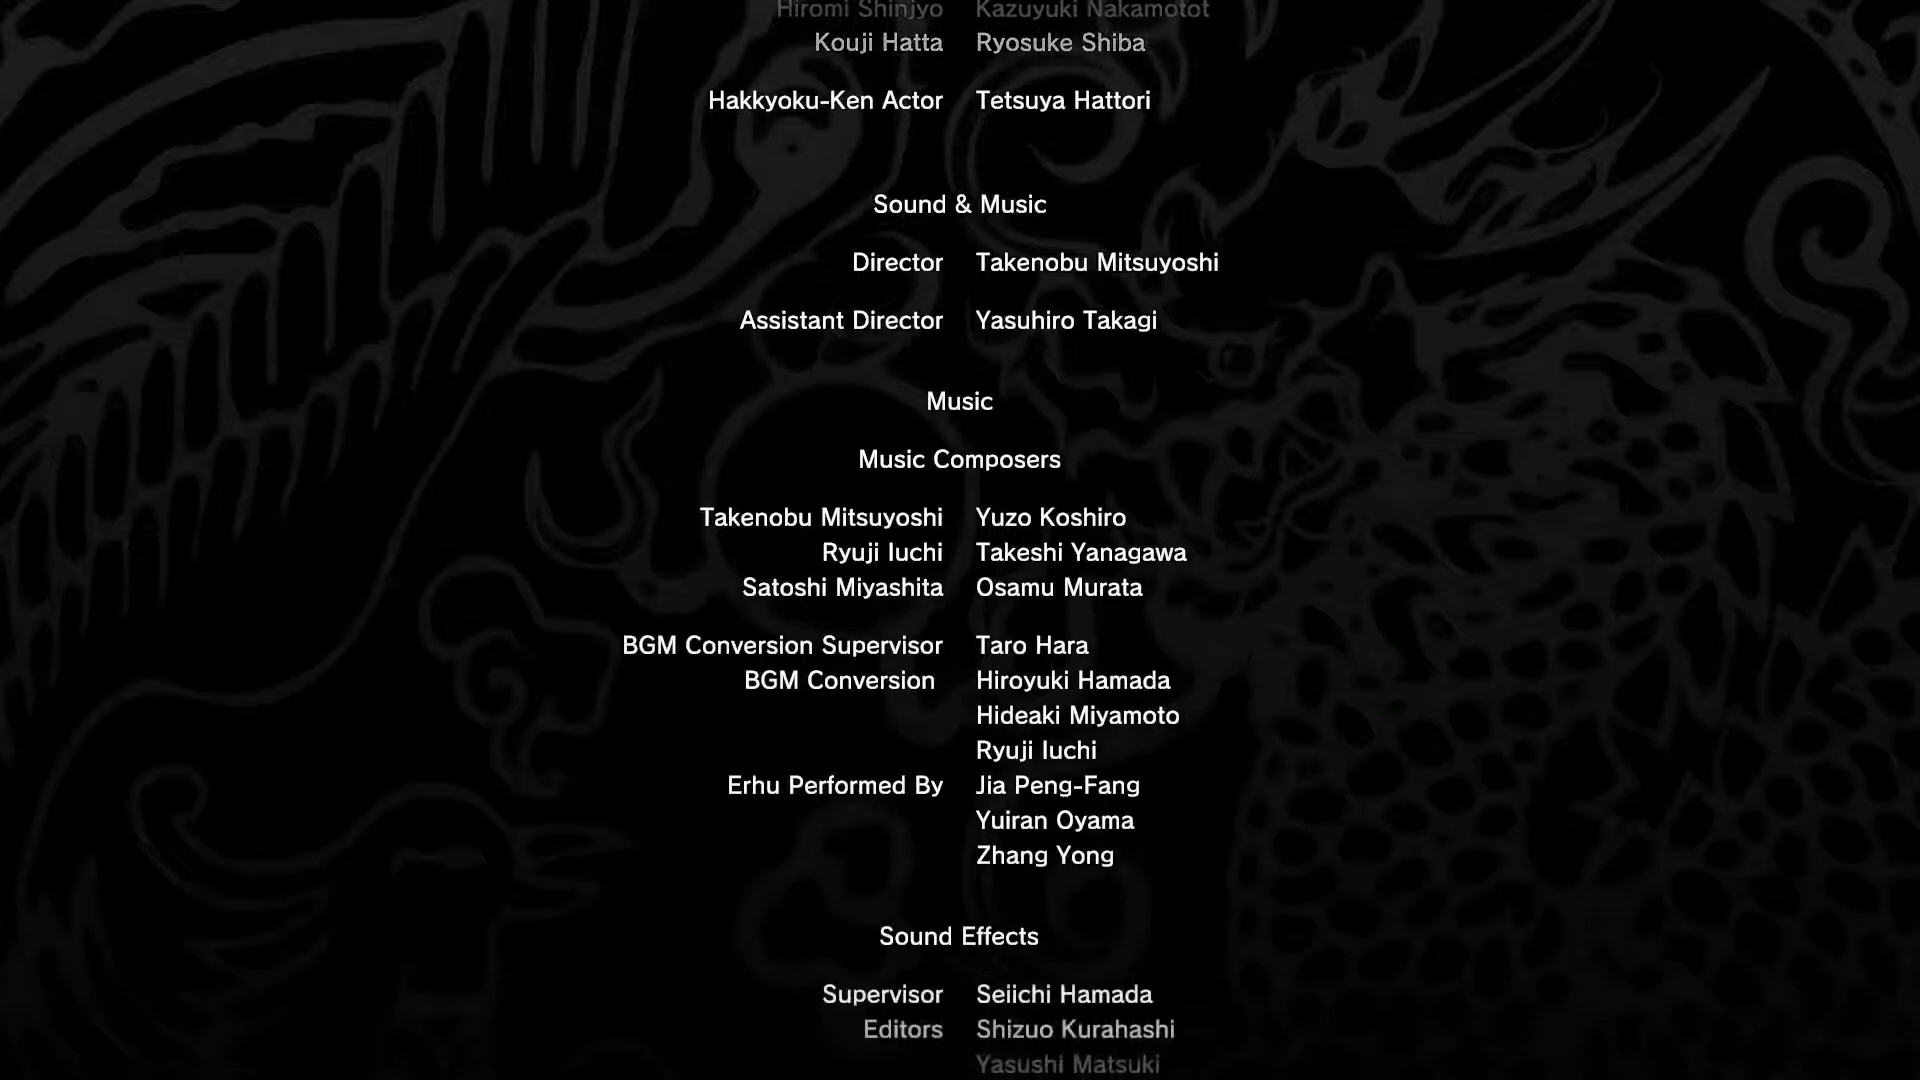 Hiromi Shinjyo Kazuyuki Nakamotot
Kouji Hatta Ryosuke Shiba
Hakkyoku-Ken Actor Tetsuya Hattori
Sound & Music
Director Takenobu Mitsuyoshi
Assistant Director Yasuhiro Takagi
Music
Music Composers
Takenobu Mitsuyoshi Yuzo Koshiro
Ryuji Iuchi Takeshi Yanagawa
Satoshi Miyashita Osamu Murata
BGM Conversion Supervisor Taro Hara
BGM Conversion Hiroyuki Hamada
Hideaki Miyamoto
Ryuji Iuchi
Erhu Performed By Jia Peng-Fang
Yuiran Oyama
Zhang Yong
Sound Effects
Supervisor Seiichi Hamada
Editors Shizuo Kurahashi
Yasushi Matsuki